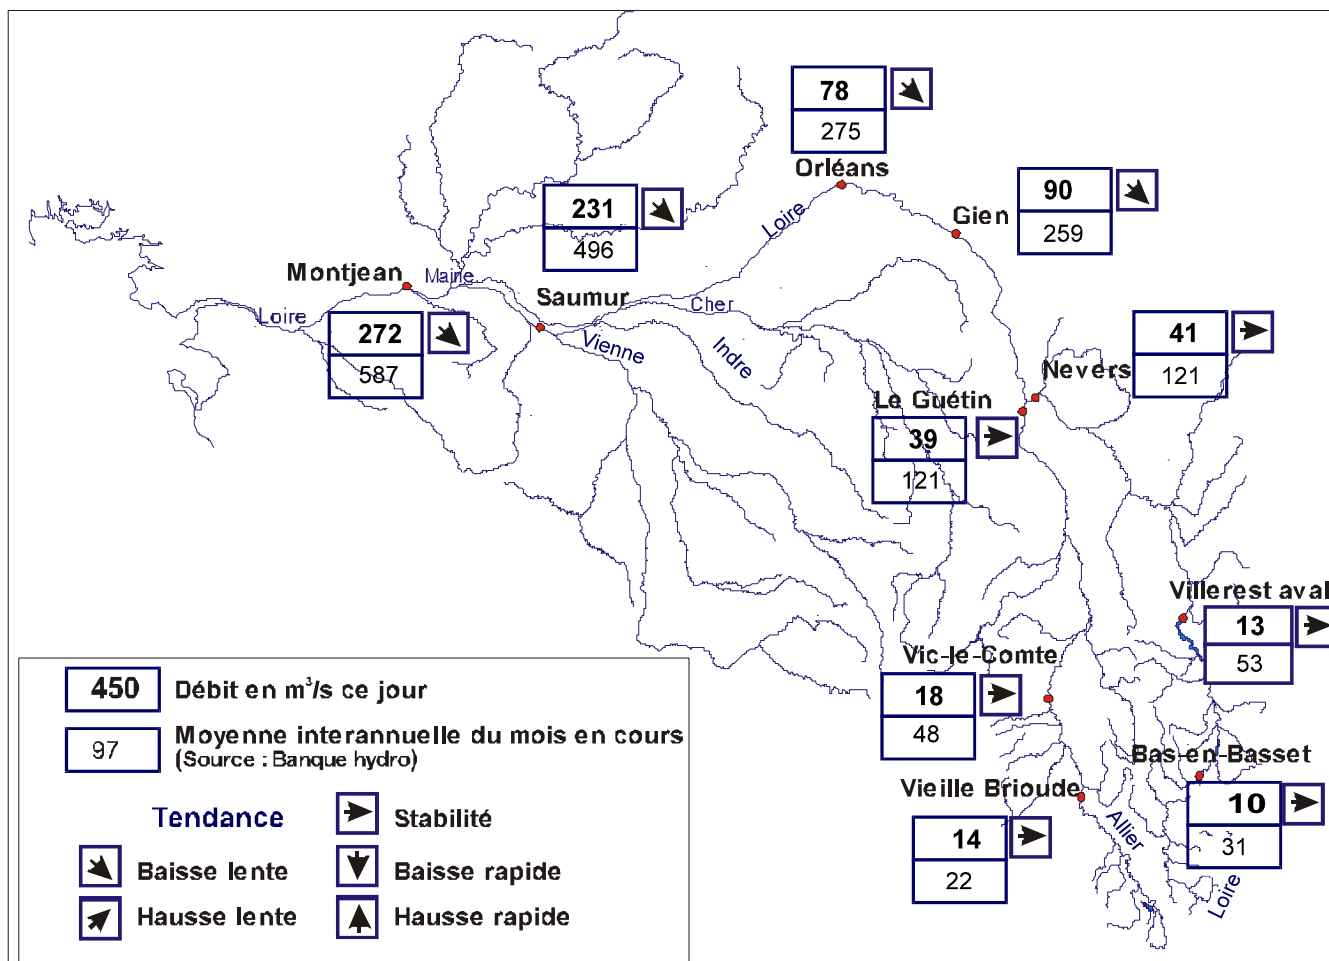 78
275
Orléans
90
259
Gien
Loire
231
496
Montjean
Maine
Saumur
Cher
Loire
272
587
Vienne
Indre
41
121
Nevers
Le Guétin
39
121
Villerest aval
13
53
Vic-le-Comte
18
48
Bas-en-Basset
10
31
Vieille Brioude
14
22
Allier
Loire
450 Débit en m³/s ce jour
97 Moyenne interannuelle du mois en cours
(Source : Banque hydro)
Tendance
Stabilité
Baisse lente
Baisse rapide
Hausse lente
Hausse rapide